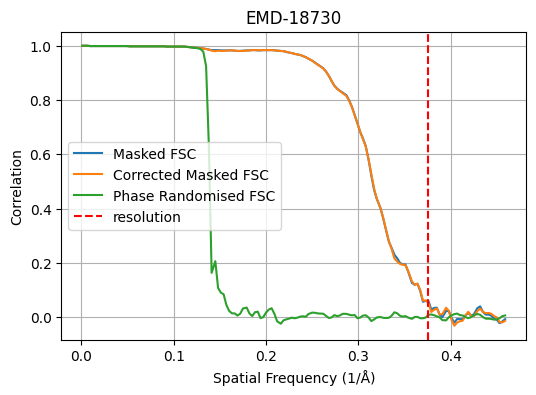 EMD-18730
1.0
0.8
0.6
0.4
0.2
0.0
Correlation
Masked FSC
Corrected Masked FSC
Phase Randomised FSC
resolution
0.0 0.1 0.2 0.3 0.4
Spatial Frequency (1/Å)